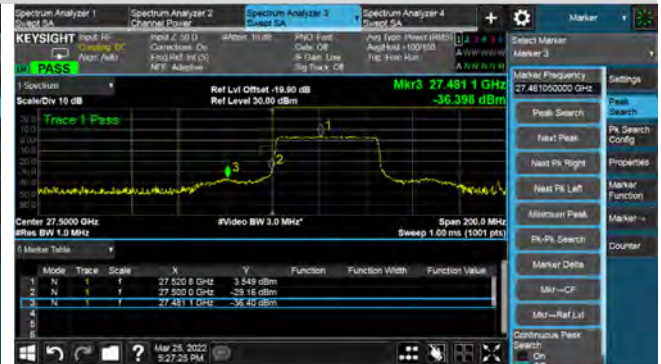 Spectrum Analyzer 1
Swept SA
Spectrum Analyzer 2
Channel Power
Spectrum Analyzer 3
Swept SA
Spectrum Analyzer 4
Swept SA
+
Marker
KEYSIGHT
Input: RF
Coupling: DC
Align: Auto
Input Z: 50 Ω
Corrections: On
Freq Ref: Int (S)
NFE: Adaptive
#Atten: 10 dB
PNO: Fast
Gate: Off
IF Gain: Low
Sig Track: Off
Avg Type: Power (RMS)
Avg|Hold >100/100
Trig: Free Run
PASS
Select Marker
Marker 3
1 Spectrum
Scale/Div 10 dB
Ref Lvl Offset -19.90 dB
Ref Level 30.00 dBm
Mkr3 27.481 1 GHz
-36.398 dBm
Trace 1 Pass
1
2
3
Center 27.5000 GHz
#Res BW 1.0 MHz
#Video BW 3.0 MHz*
Span 200.0 MHz
Sweep 1.00 ms (1001 pts)
5 Marker Table
Mode Trace Scale X Y Function Function Width Function Value
1 N 1 f 27.520 8 GHz 3.549 dBm
2 N 1 f 27.500 0 GHz -29.16 dBm
3 N 1 f 27.481 1 GHz -36.40 dBm
4
5
6
Mar 25, 2022
5:27:25 PM
Marker Frequency
27.481050000 GHz
Peak Search
Next Peak
Next Pk Right
Next Pk Left
Minimum Peak
Pk-Pk Search
Marker Delta
Mkr→CF
Mkr→Ref Lvl
Continuous Peak
Search
On
Settings
Peak
Search
Pk Search
Config
Properties
Marker
Function
Marker→
Counter